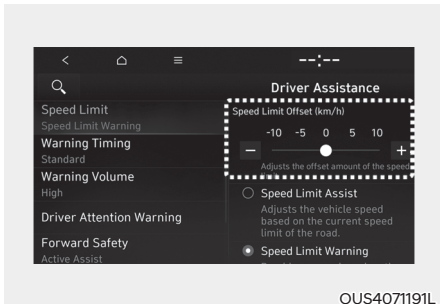 --:--
Driver Assistance
Speed Limit
Speed Limit Warning
Warning Timing
Standard
Warning Volume
High
Driver Attention Warning
Forward Safety
Active Assist
Speed Limit Offset (km/h)
-10 -5 0 5 10
− +
Adjusts the offset amount of the speed
Speed Limit Assist
Adjusts the vehicle speed
based on the current speed
limit of the road.
Speed Limit Warning
OUS4071191L